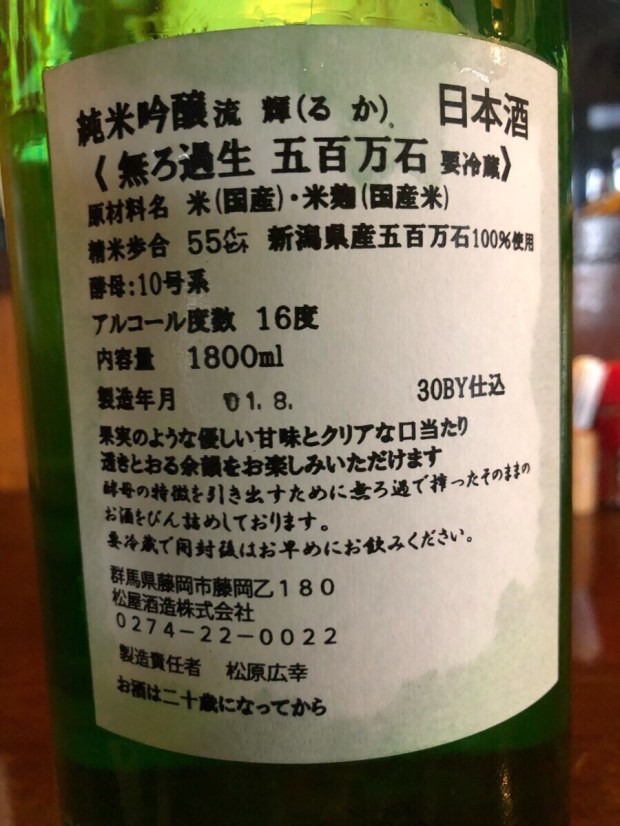 純米吟醸 流 輝(るか) 日本酒
〈無ろ過生 五百万石 要冷蔵〉
原材料名 米(国産)・米麹(国産米)
精米歩合 55パーセント 新潟県産五百万石100%使用
酵母:10号系
アルコール度数 16度
内容量 1800ml
製造年月 01.8. 30BY仕込
果実のような優しい甘味とクリアな口当たり
透きとおる余韻をお楽しみいただけます
酵母の特徴を引き出すために無ろ過で搾ったそのままの
お酒をびん詰めしております。
要冷蔵で開封後はお早めにお飲みください。
群馬県藤岡市藤岡乙180
松屋酒造株式会社
0274-22-0022
製造責任者 松原広幸
お酒は二十歳になってから